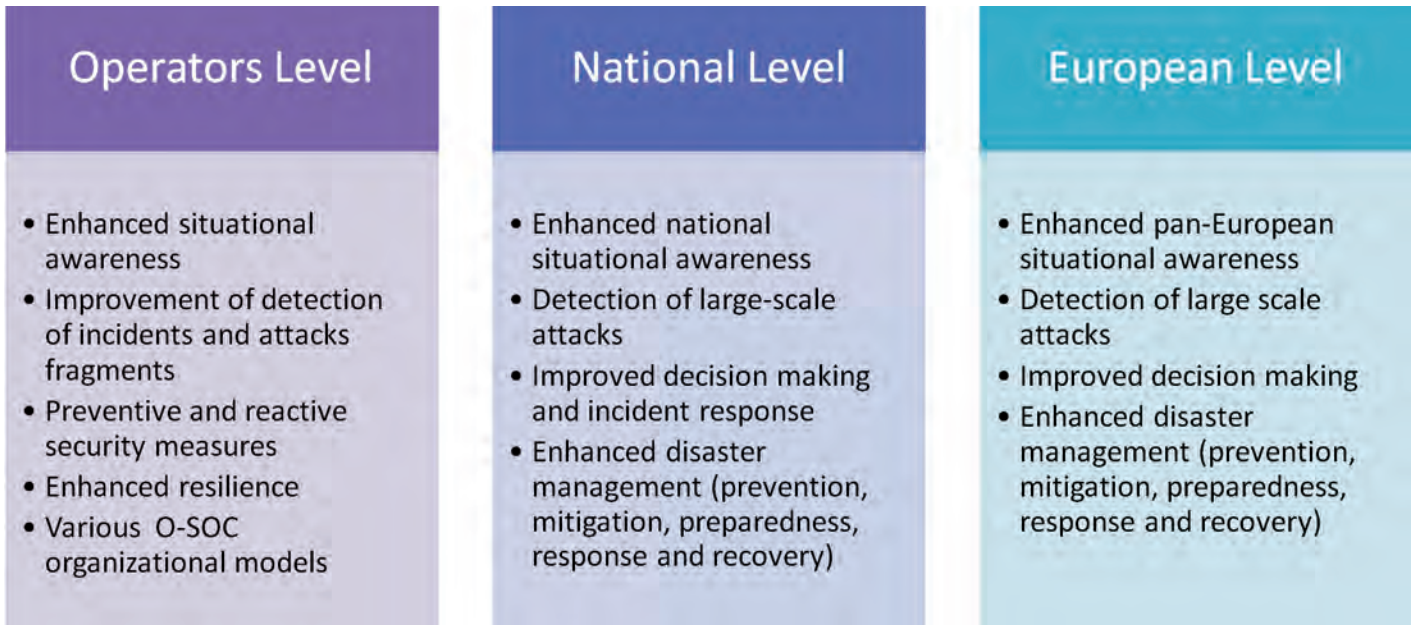 Operators Level
• Enhanced situational
awareness
• Improvement of detection
of incidents and attacks
fragments
• Preventive and reactive
security measures
• Enhanced resilience
• Various O-SOC
organizational models
National Level
• Enhanced national
situational awareness
• Detection of large-scale
attacks
• Improved decision making
and incident response
• Enhanced disaster
management (prevention,
mitigation, preparedness,
response and recovery)
European Level
• Enhanced pan-European
situational awareness
• Detection of large scale
attacks
• Improved decision making
• Enhanced disaster
management (prevention,
mitigation, preparedness,
response and recovery)